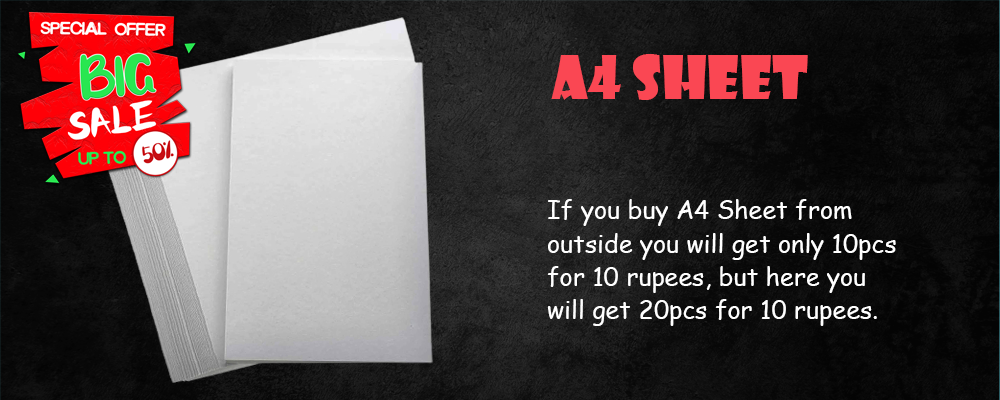 SPECIAL OFFER
BIG
SALE
UP TO 50%
A4 SHEET
If you buy A4 Sheet from
outside you will get only 10pcs
for 10 rupees, but here you
will get 20pcs for 10 rupees.